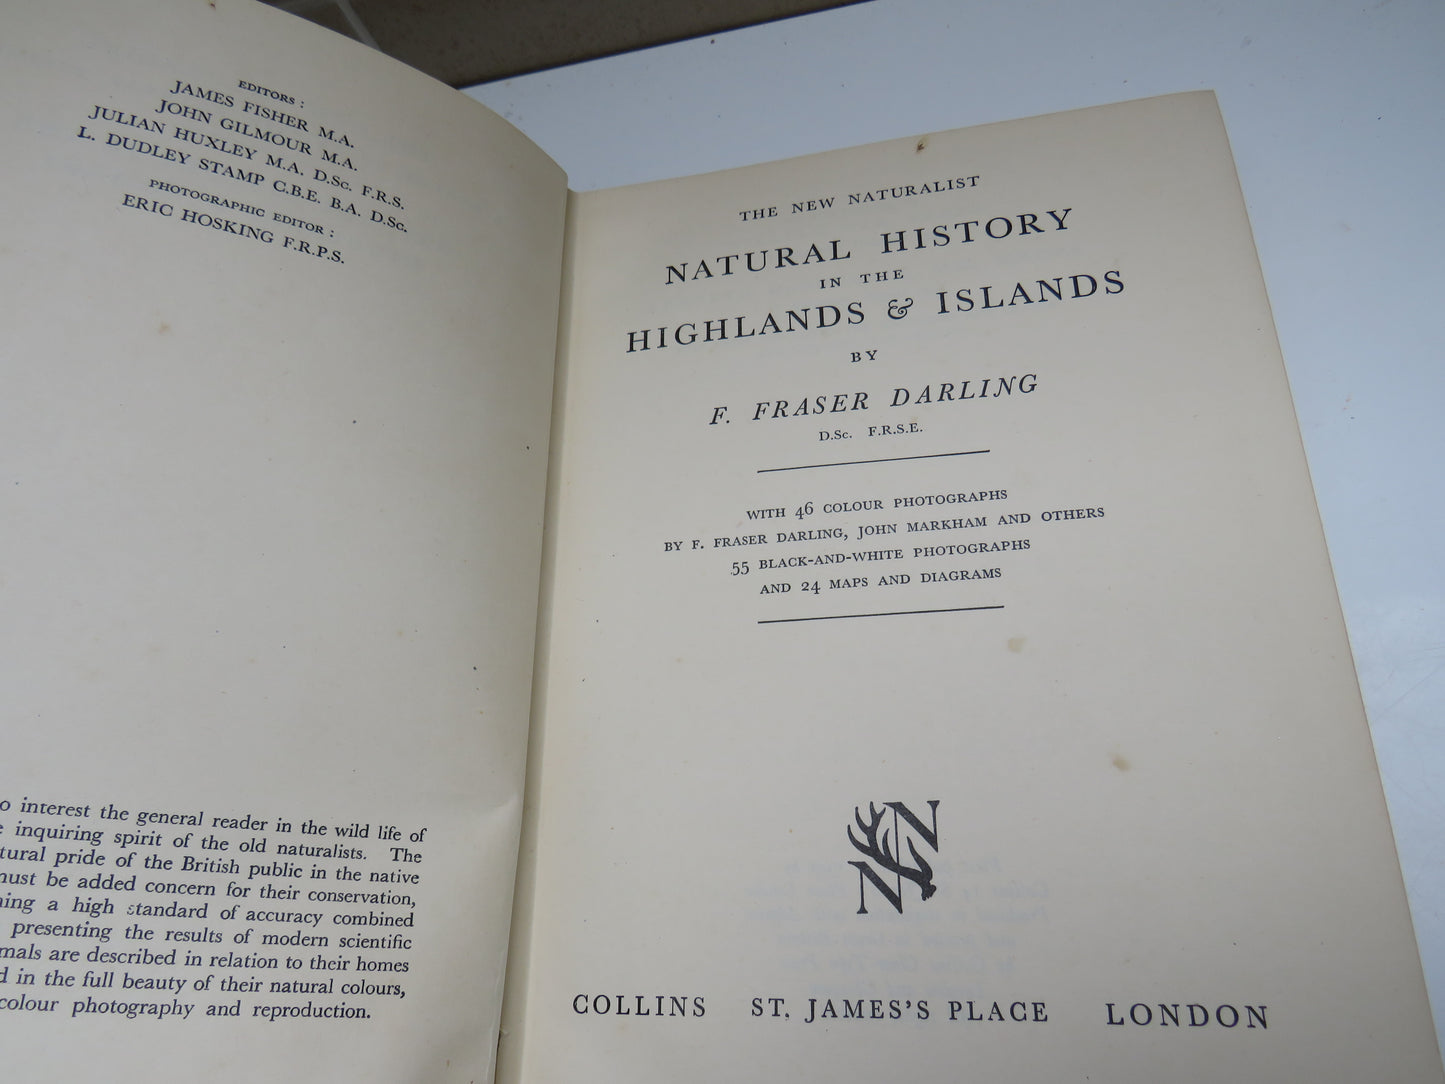 EDITORS :
JAMES FISHER M.A.
JOHN GILMOUR M.A.
JULIAN HUXLEY M.A. D.Sc. F.R.S.
L. DUDLEY STAMP C.B.E. B.A. D.Sc.
PHOTOGRAPHIC EDITOR :
ERIC HOSKING F.R.P.S.
o interest the general reader in the wild life of
inquiring spirit of the old naturalists. The
tural pride of the British public in the native
must be added concern for their conservation,
ning a high standard of accuracy combined
presenting the results of modern scientific
mals are described in relation to their homes
d in the full beauty of their natural colours,
colour photography and reproduction.
THE NEW NATURALIST
NATURAL HISTORY
IN THE
HIGHLANDS & ISLANDS
BY
F. FRASER DARLING
D.Sc. F.R.S.E.
WITH 46 COLOUR PHOTOGRAPHS
BY F. FRASER DARLING, JOHN MARKHAM AND OTHERS
55 BLACK-AND-WHITE PHOTOGRAPHS
AND 24 MAPS AND DIAGRAMS
NN
COLLINS ST. JAMES'S PLACE LONDON